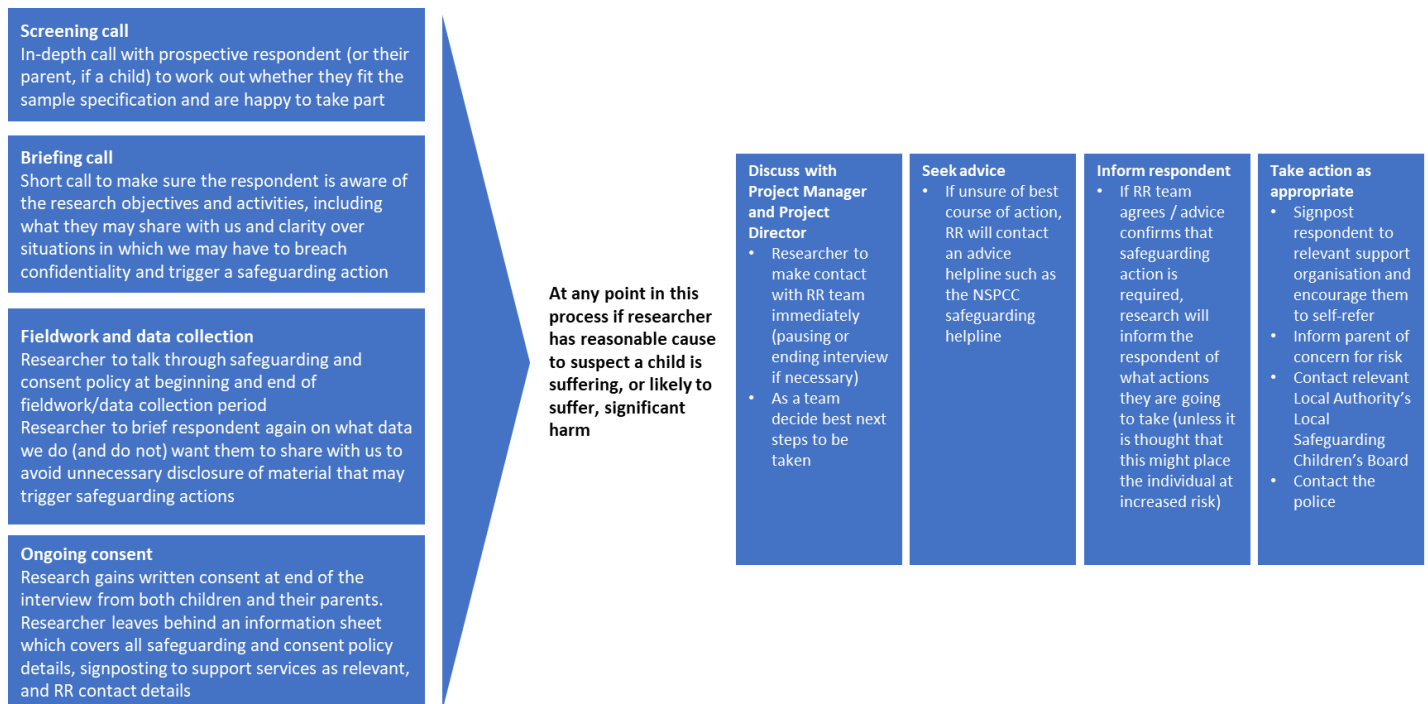 Screening call
In-depth call with prospective respondent (or their
parent, if a child) to work out whether they fit the
sample specification and are happy to take part
Briefing call
Short call to make sure the respondent is aware of
the research objectives and activities, including
what they may share with us and clarity over
situations in which we may have to breach
confidentiality and trigger a safeguarding action
Fieldwork and data collection
Researcher to talk through safeguarding and
consent policy at beginning and end of
fieldwork/data collection period
Researcher to brief respondent again on what data
we do (and do not) want them to share with us to
avoid unnecessary disclosure of material that may
trigger safeguarding actions
Ongoing consent
Research gains written consent at end of the
interview from both children and their parents.
Researcher leaves behind an information sheet
which covers all safeguarding and consent policy
details, signposting to support services as relevant,
and RR contact details
At any point in this
process if researcher
has reasonable cause
to suspect a child is
suffering, or likely to
suffer, significant
harm
Discuss with
Project Manager
and Project
Director
• Researcher to
make contact
with RR team
immediately
(pausing or
ending interview
if necessary)
• As a team
decide best next
steps to be
taken
Seek advice
• If unsure of best
course of action,
RR will contact
an advice
helpline such as
the NSPCC
safeguarding
helpline
Inform respondent
• If RR team
agrees / advice
confirms that
safeguarding
action is
required,
research will
inform the
respondent of
what actions
they are going
to take (unless it
is thought that
this might place
the individual at
increased risk)
Take action as
appropriate
• Signpost
respondent to
relevant support
organisation and
encourage them
to self-refer
• Inform parent of
concern for risk
• Contact relevant
Local Authority's
Local
Safeguarding
Children's Board
• Contact the
police